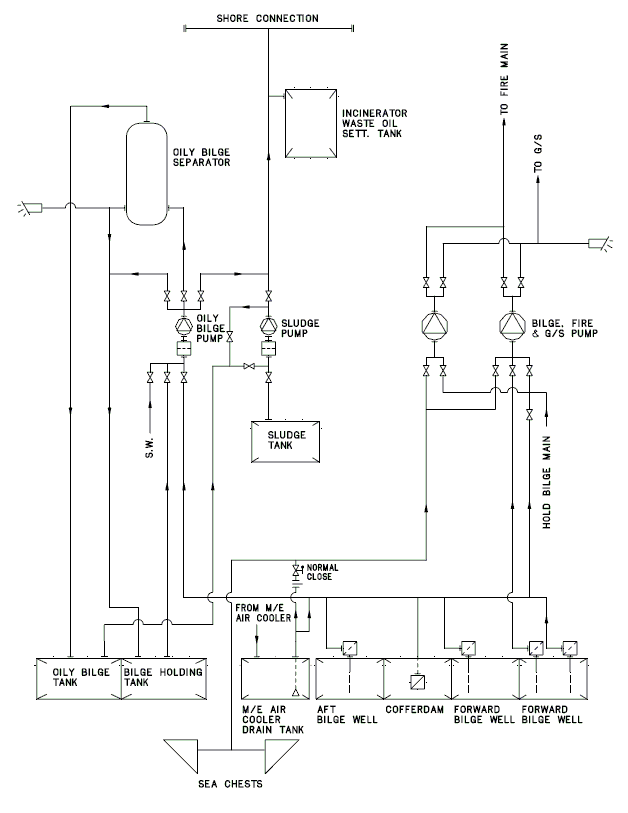 SHORE CONNECTION
INCINERATOR
WASTE OIL
SETT. TANK
TO FIRE MAIN
TO G/S
OILY BILGE
SEPARATOR
OILY
BILGE
PUMP
SLUDGE
PUMP
BILGE, FIRE
& G/S PUMP
S.W.
SLUDGE
TANK
HOLD BILGE MAIN
NORMAL
CLOSE
FROM M/E
AIR COOLER
OILY BILGE
TANK
BILGE HOLDING
TANK
M/E AIR
COOLER
DRAIN TANK
AFT
BILGE WELL
COFFERDAM
FORWARD
BILGE WELL
FORWARD
BILGE WELL
SEA CHESTS